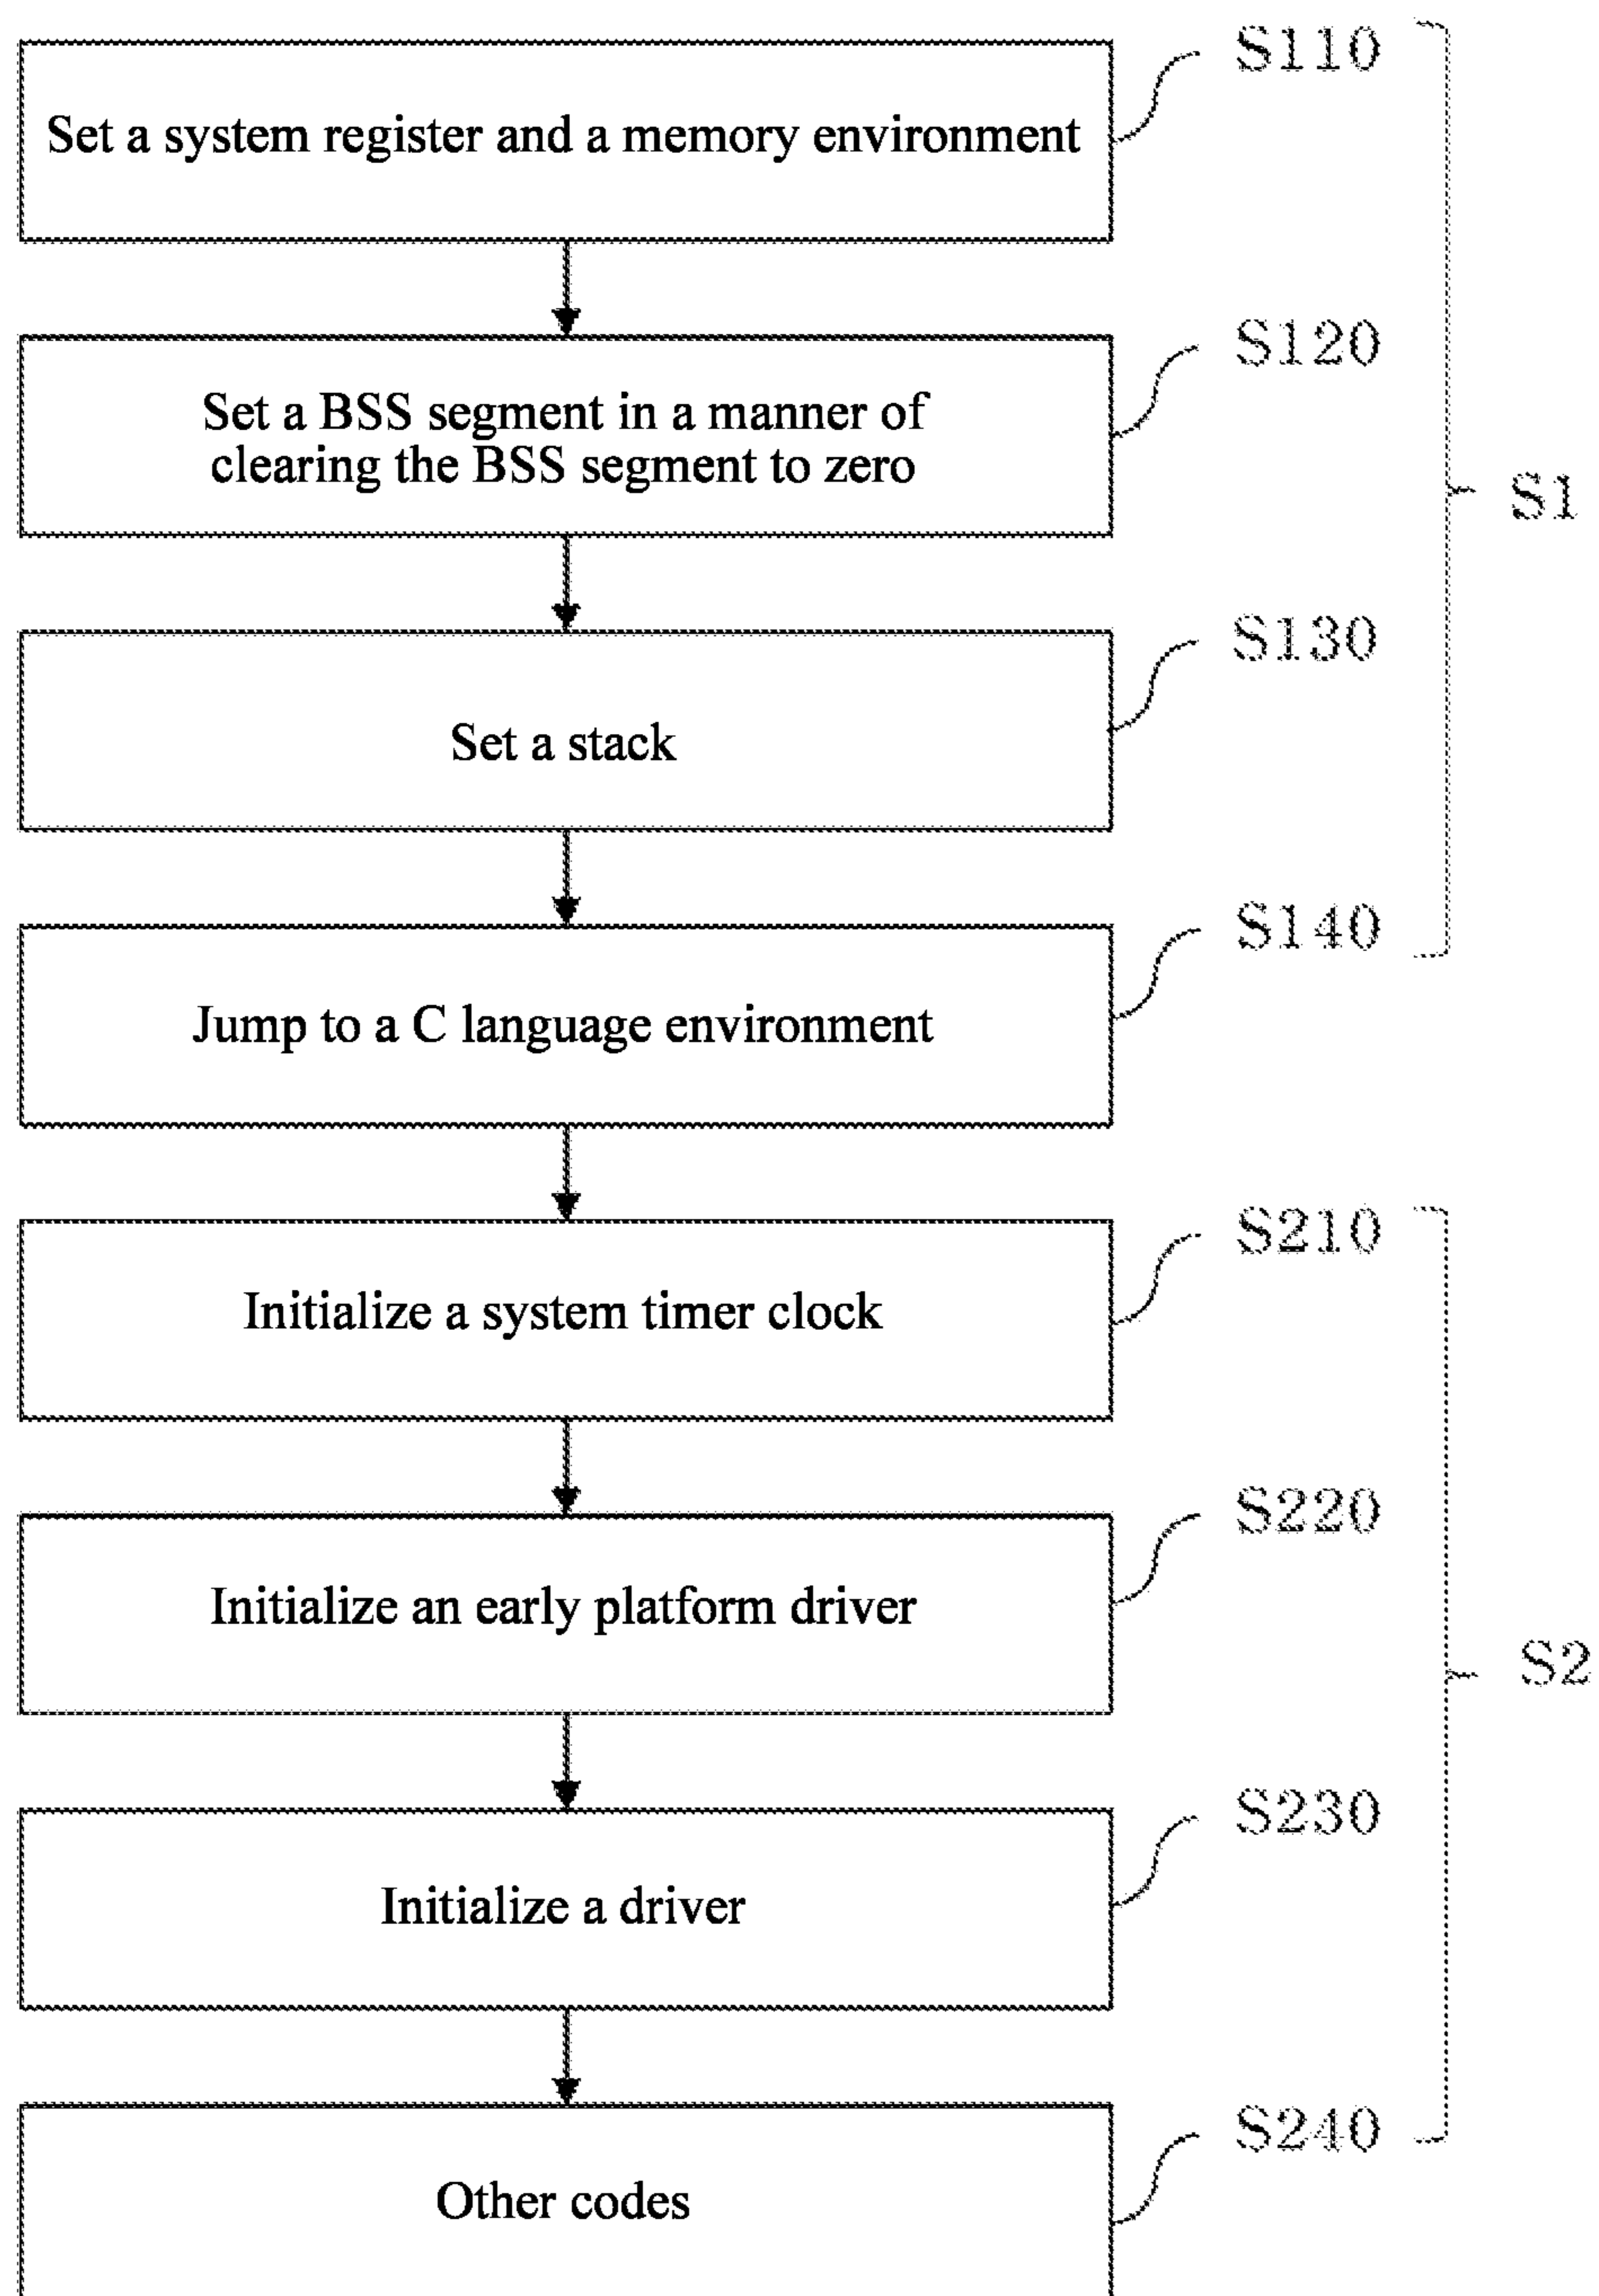 S110
Set a system register and a memory environment
S120
Set a BSS segment in a manner of
clearing the BSS segment to zero
S1
S130
Set a stack
S140
Jump to a C language environment
S210
Initialize a system timer clock
S220
Initialize an early platform driver
S2
S230
Initialize a driver
S240
Other codes